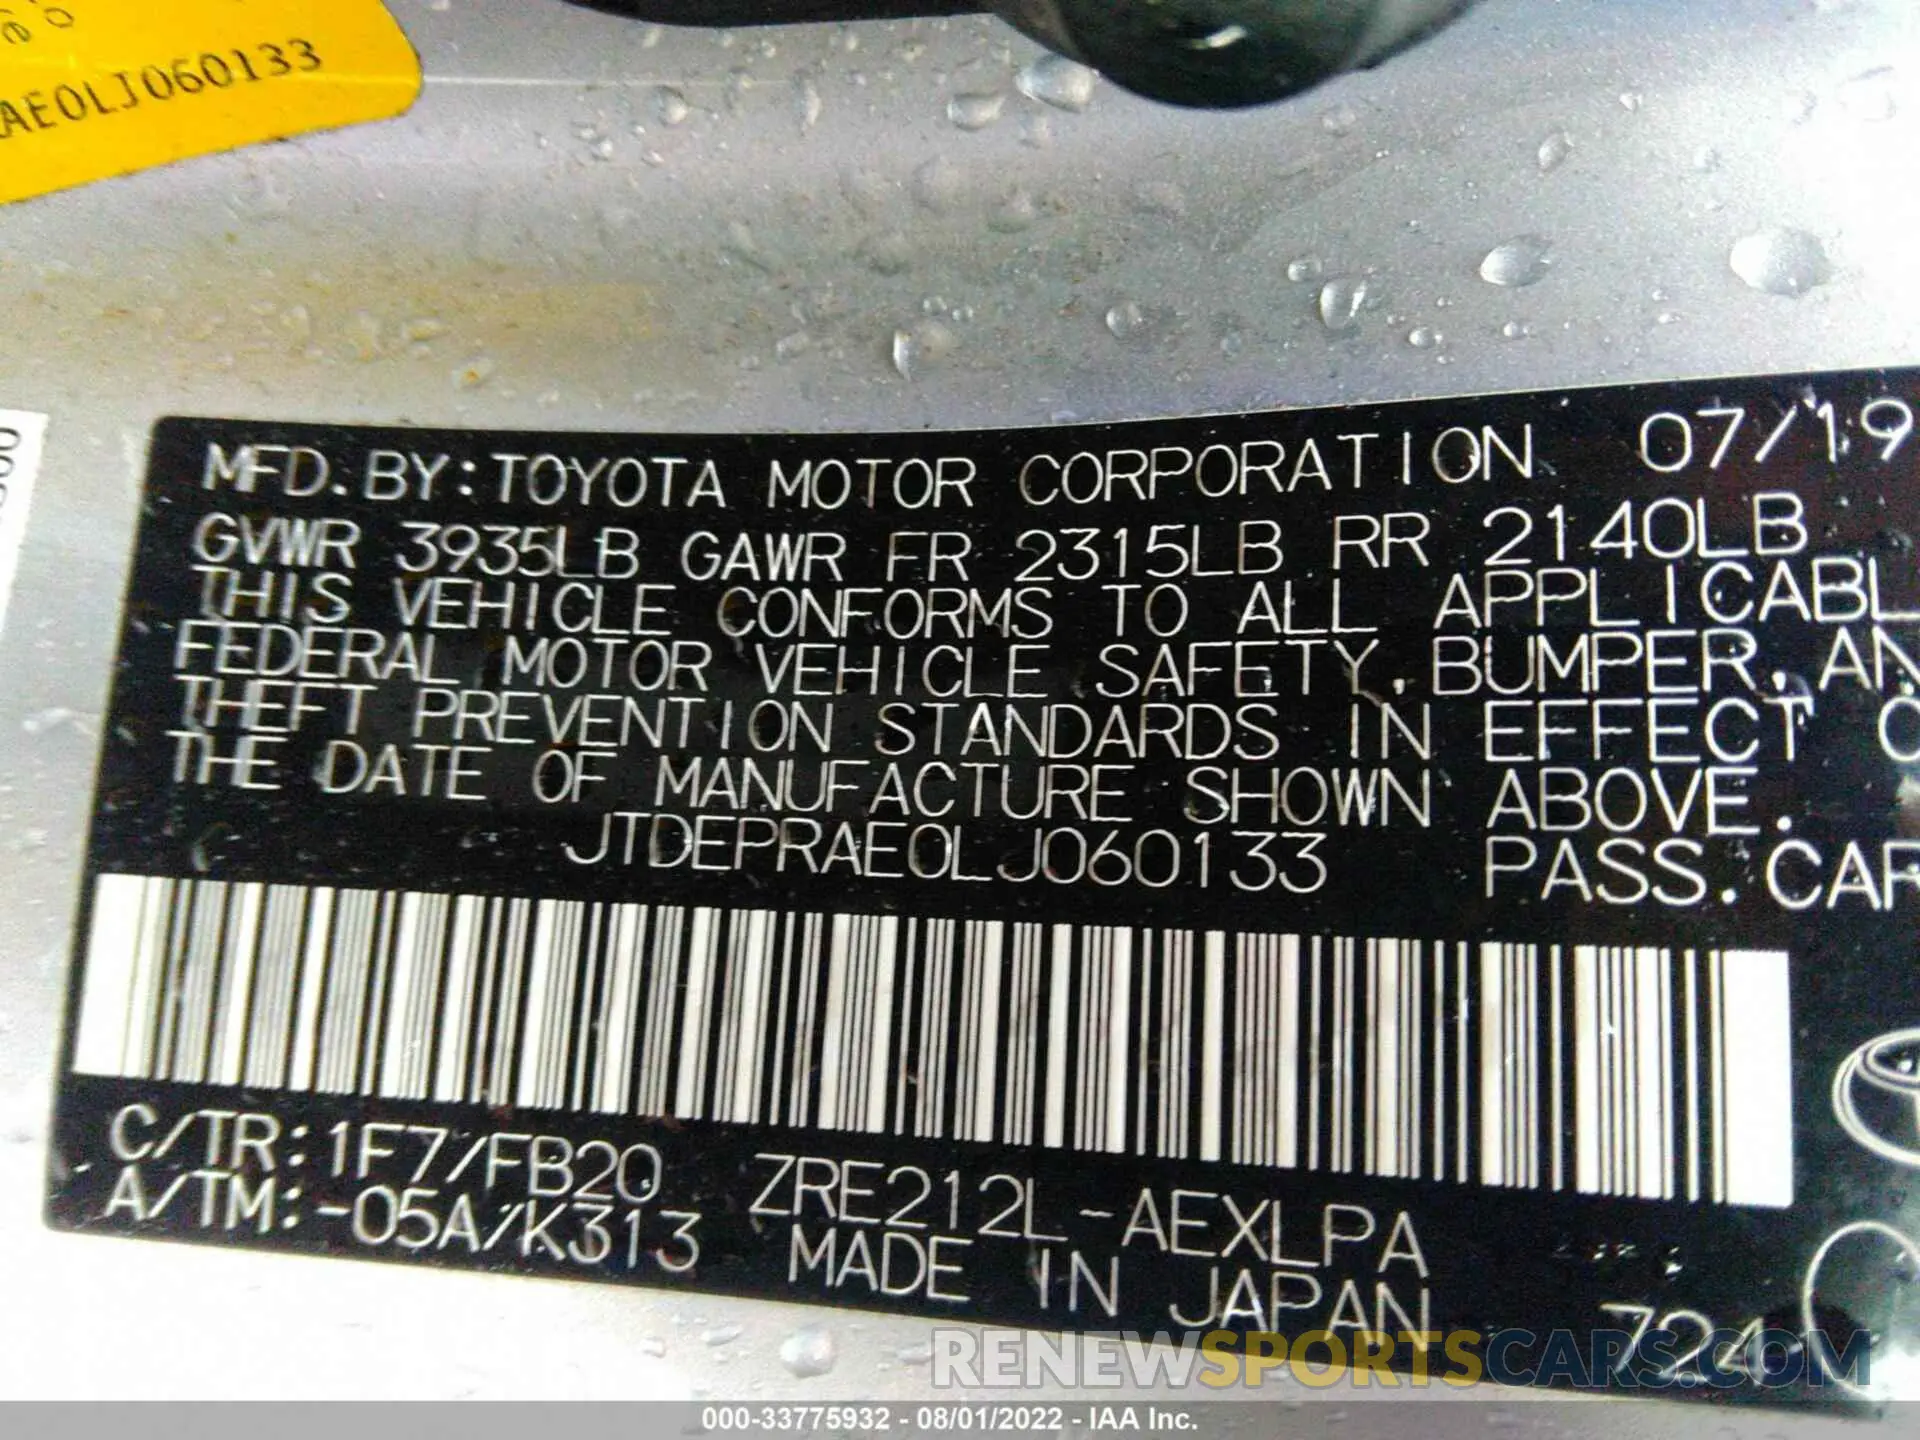 AE0LJ060133
MFD. BY: TOYOTA MOTOR CORPORATION 07/19
GVWR 3935LB GAWR FR 2315LB RR 2140LB
THIS VEHICLE CONFORMS TO ALL APPLICABL
FEDERAL MOTOR VEHICLE SAFETY, BUMPER, AN
THEFT PREVENTION STANDARDS IN EFFECT O
THE DATE OF MANUFACTURE SHOWN ABOVE.
JTDEPRAE0LJ060133 PASS. CAR
C/TR: 1F7/FB20 ZRE212L-AEXLPA
A/TM: -05A/K313 MADE IN JAPAN 724
RENEWSPORTSCARS.COM
000-33775932 - 08/01/2022 - IAA Inc.